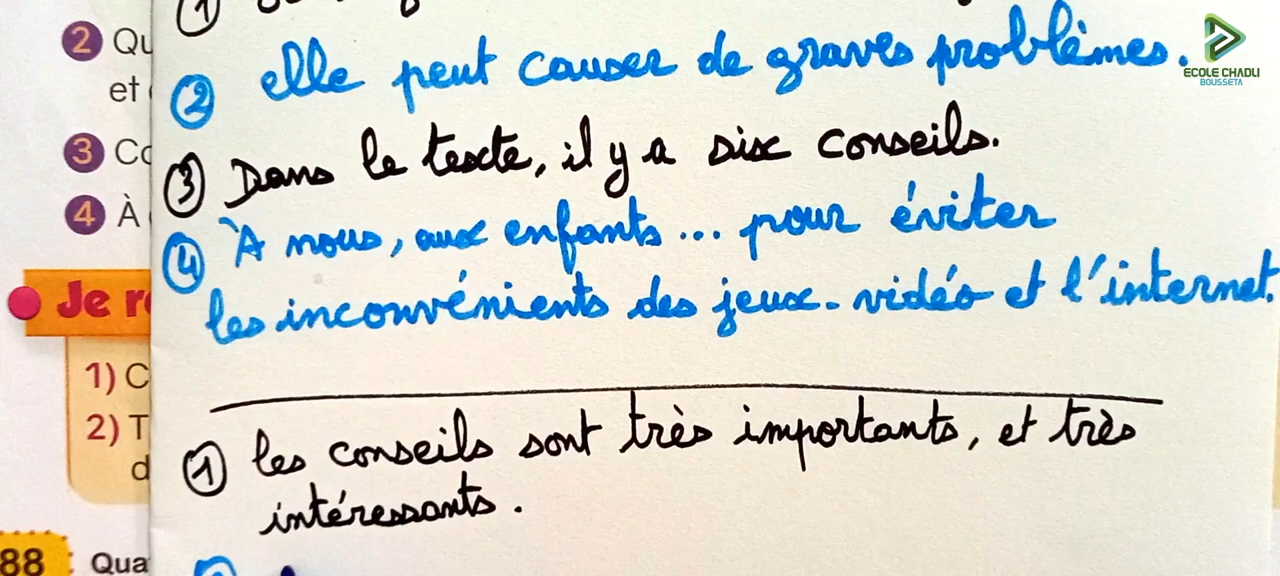 ①
② Qu
et
② elle peut causer de graves problèmes.
ECOLE CHADLI
BOUSSETA
③ Co
③ Dans le texte, il y a six conseils.
④ À
④ À nous, aux enfants... pour éviter
les inconvénients des jeux-vidéo et l'internet.
Je r
1) C
2) T
d
① les conseils sont très importants, et très
intéressants.
88 Qua